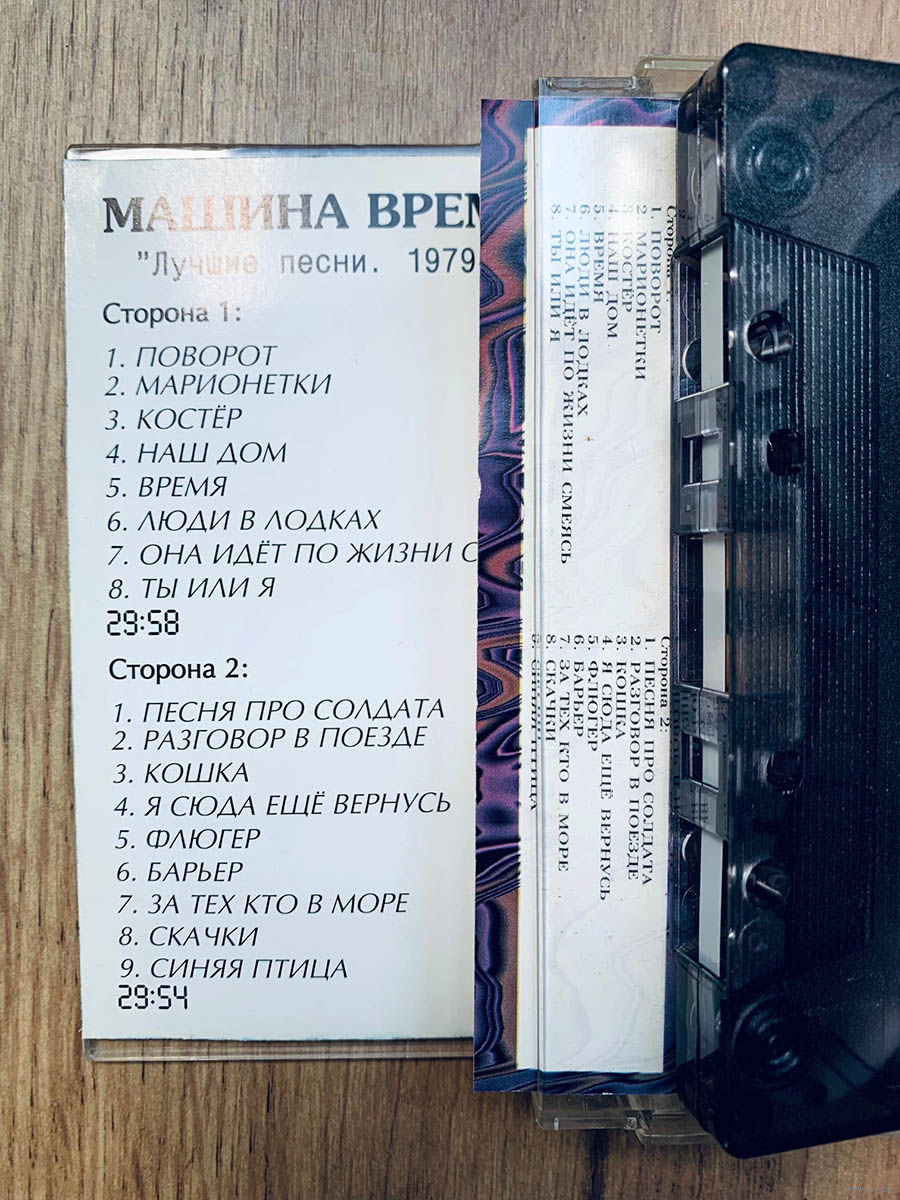 МАШИНА ВРЕМ
"Лучшие песни. 1979
Сторона 1:
1. ПОВОРОТ
2. МАРИОНЕТКИ
3. КОСТЁР
4. НАШ ДОМ
5. ВРЕМЯ
6. ЛЮДИ В ЛОДКАХ
7. ОНА ИДЁТ ПО ЖИЗНИ С
8. ТЫ ИЛИ Я
29:58
Сторона 2:
1. ПЕСНЯ ПРО СОЛДАТА
2. РАЗГОВОР В ПОЕЗДЕ
3. КОШКА
4. Я СЮДА ЕЩЁ ВЕРНУСЬ
5. ФЛЮГЕР
6. БАРЬЕР
7. ЗА ТЕХ КТО В МОРЕ
8. СКАЧКИ
9. СИНЯЯ ПТИЦА
29:54
Сторона 1:
1. ПОВОРОТ
2. МАРИОНЕТКИ
3. КОСТЁР
4. НАШ ДОМ
5. ВРЕМЯ
6. ЛЮДИ В ЛОДКАХ
7. ОНА ИДЁТ ПО ЖИЗНИ СМЕЯСЬ
8. ТЫ ИЛИ Я
Сторона 2:
1. ПЕСНЯ ПРО СОЛДАТА
2. РАЗГОВОР В ПОЕЗДЕ
3. КОШКА
4. Я СЮДА ЕЩЁ ВЕРНУСЬ
5. ФЛЮГЕР
6. БАРЬЕР
7. ЗА ТЕХ КТО В МОРЕ
8. СКАЧКИ
9. СИНЯЯ ПТИЦА